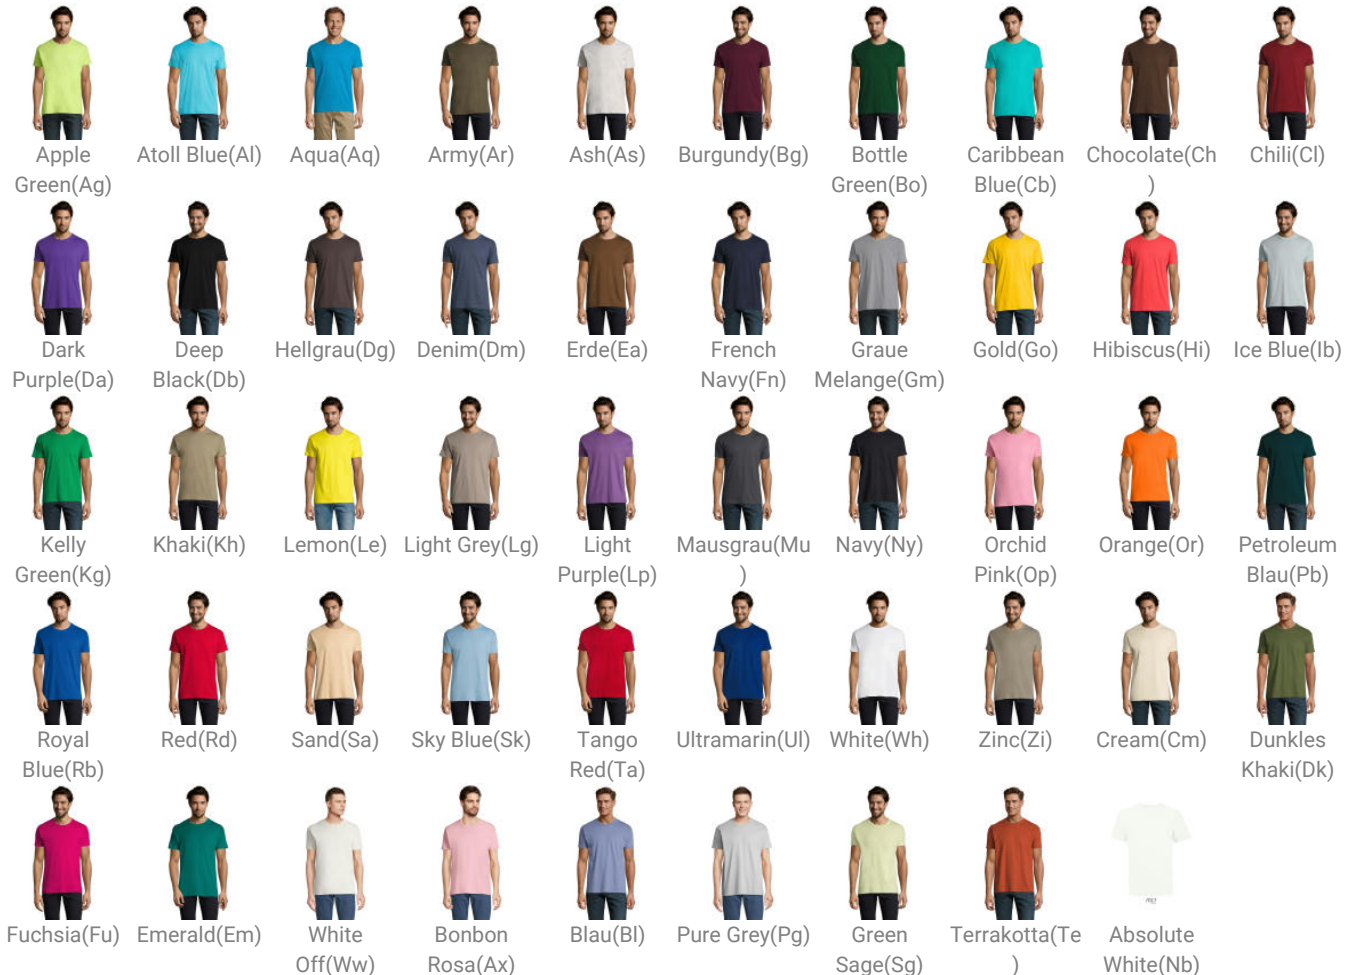 Apple Green(Ag)
Atoll Blue(Al)
Aqua(Aq)
Army(Ar)
Ash(As)
Burgundy(Bg)
Bottle Green(Bo)
Caribbean Blue(Cb)
Chocolate(Ch)
Chili(Cl)
Dark Purple(Da)
Deep Black(Db)
Hellgrau(Dg)
Denim(Dm)
Erde(Ea)
French Navy(Fn)
Graue Melange(Gm)
Gold(Go)
Hibiscus(Hi)
Ice Blue(Ib)
Kelly Green(Kg)
Khaki(Kh)
Lemon(Le)
Light Grey(Lg)
Light Purple(Lp)
Mausgrau(Mu)
Navy(Ny)
Orchid Pink(Op)
Orange(Or)
Petroleum Blau(Pb)
Royal Blue(Rb)
Red(Rd)
Sand(Sa)
Sky Blue(Sk)
Tango Red(Ta)
Ultramarin(Ul)
White(Wh)
Zinc(Zi)
Cream(Cm)
Dunkles Khaki(Dk)
Fuchsia(Fu)
Emerald(Em)
White Off(Ww)
Bonbon Rosa(Ax)
Blau(Bl)
Pure Grey(Pg)
Green Sage(Sg)
Terrakotta(Te)
Absolute White(Nb)